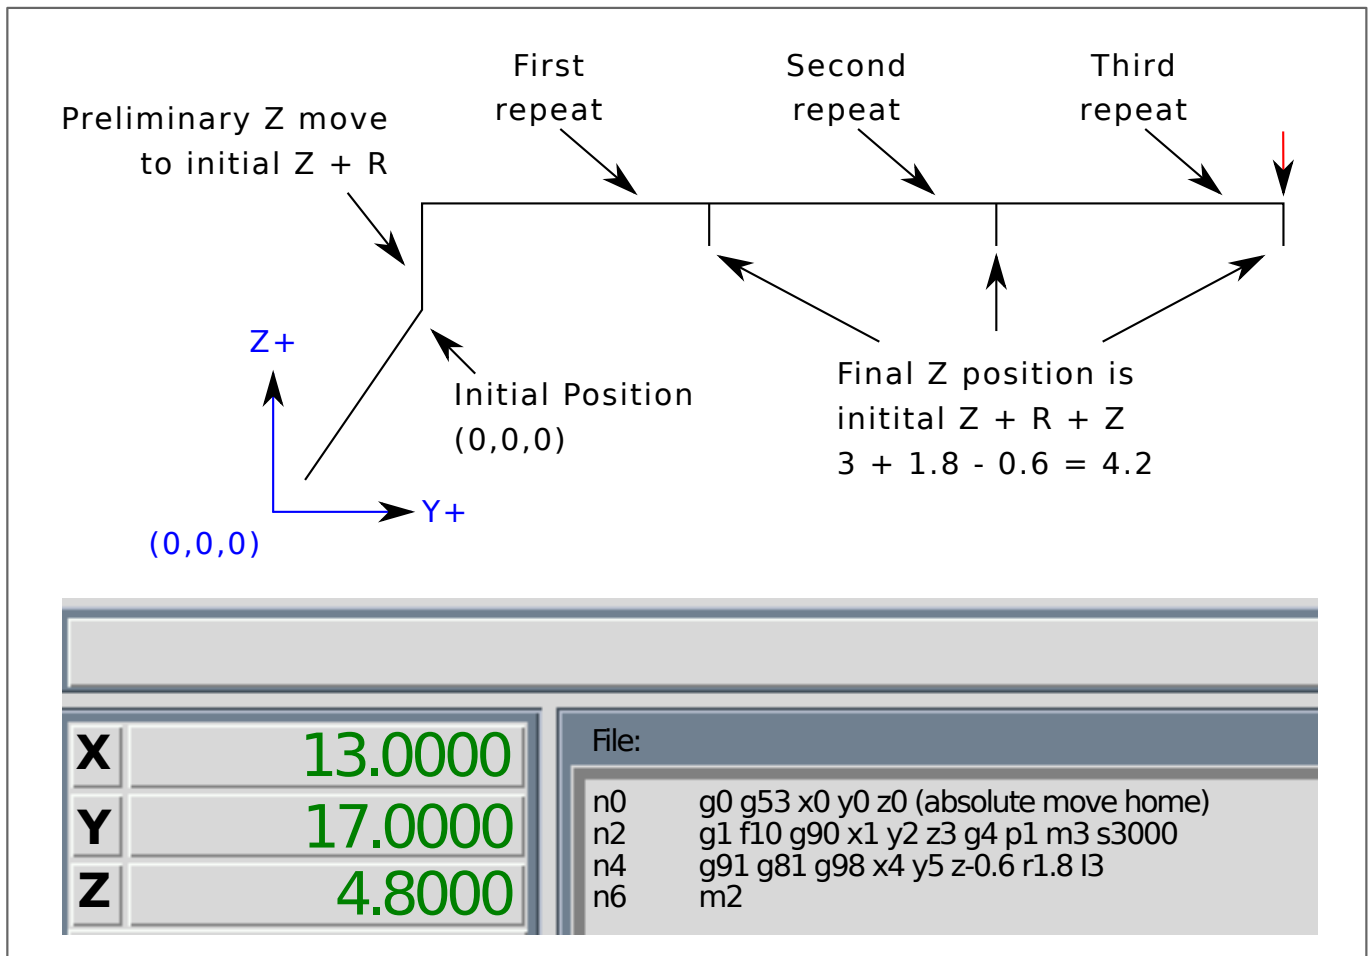 First
repeat
Second
repeat
Third
repeat
Preliminary Z move
to initial Z + R
Z+
Initial Position
(0,0,0)
Final Z position is
initital Z + R + Z
3 + 1.8 - 0.6 = 4.2
Y+
(0,0,0)
X 13.0000
Y 17.0000
Z 4.8000
File:
n0 g0 g53 x0 y0 z0 (absolute move home)
n2 g1 f10 g90 x1 y2 z3 g4 p1 m3 s3000
n4 g91 g81 g98 x4 y5 z-0.6 r1.8 l3
n6 m2